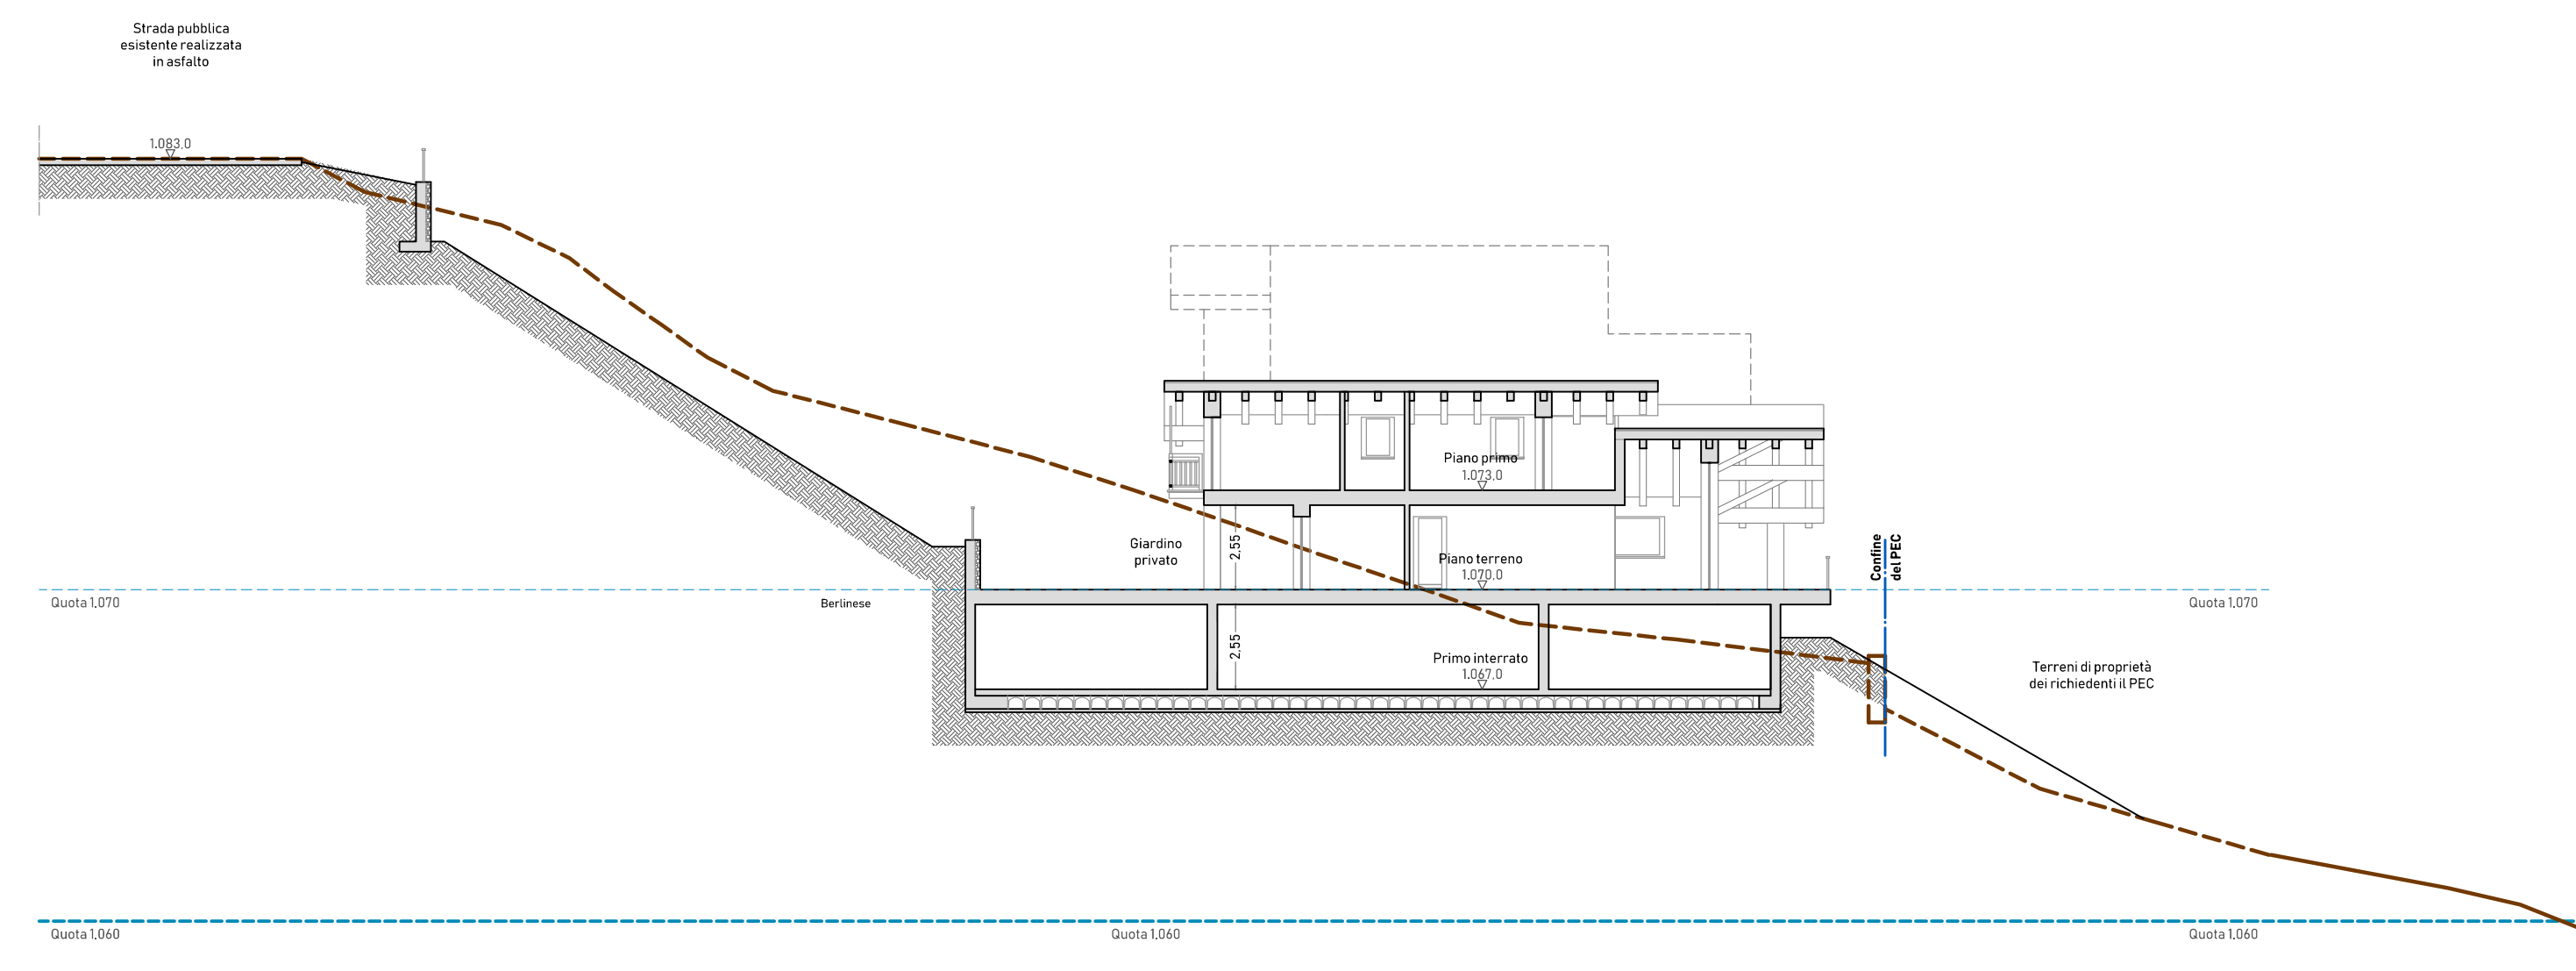 Strada pubblica
esistente realizzata
in asfalto
1.083,0
Piano primo
1.073,0
Giardino
privato
2,55
Piano terreno
1.070,0
Confine
del PEC
Quota 1.070
Berlinese
Quota 1.070
2,55
Primo interrato
1.067,0
Terreni di proprietà
dei richiedenti il PEC
Quota 1.060
Quota 1.060
Quota 1.060